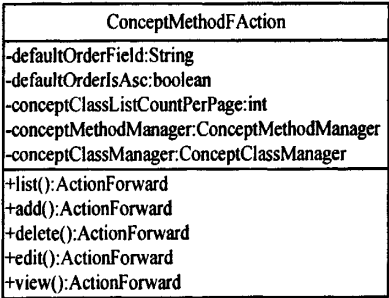 ConceptMethodFAction
-defaultOrderField:String
-defaultOrderIsAsc:boolean
-conceptClassListCountPerPage:int
-conceptMethodManager:ConceptMethodManager
-conceptClassManager:ConceptClassManager
+list():ActionForward
+add():ActionForward
+delete():ActionForward
+edit():ActionForward
+view():ActionForward